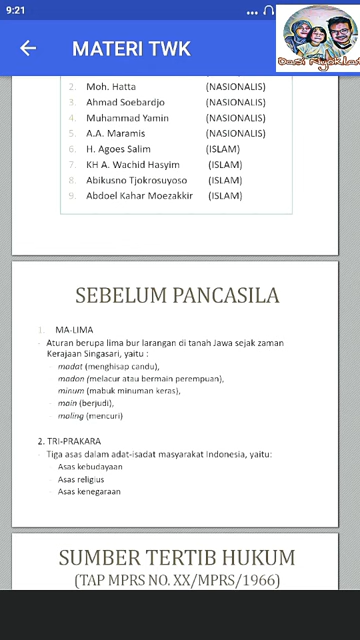 9:21
MATERI TWK
Dasi Aysklat
2. Moh. Hatta (NASIONALIS)
3. Ahmad Soebardjo (NASIONALIS)
4. Muhammad Yamin (NASIONALIS)
5. A.A. Maramis (NASIONALIS)
6. H. Agoes Salim (ISLAM)
7. KH A. Wachid Hasyim (ISLAM)
8. Abikusno Tjokrosuyoso (ISLAM)
9. Abdoel Kahar Moezakkir (ISLAM)
SEBELUM PANCASILA
1. MA-LIMA
- Aturan berupa lima bur larangan di tanah Jawa sejak zaman
Kerajaan Singasari, yaitu :
- madat (menghisap candu),
- madon (melacur atau bermain perempuan),
- minum (mabuk minuman keras),
- main (berjudi),
- maling (mencuri)
2. TRI-PRAKARA
- Tiga asas dalam adat-isadat masyarakat Indonesia, yaitu:
- Asas kebudayaan
- Asas religius
- Asas kenegaraan
SUMBER TERTIB HUKUM
(TAP MPRS NO. XX/MPRS/1966)